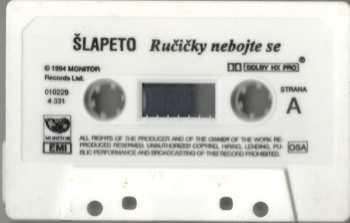 ŠLAPETO Ručičky nebojte se
℗ 1994 MONITOR
Records Ltd.
DOLBY HX PRO
®
010229
4 331
STRANA
A
MONITOR
EMI
ALL RIGHTS OF THE PRODUCER AND OF THE OWNER OF THE WORK RE-
PRODUCED RESERVED. UNAUTHORIZED COPYING, HIRING, LENDING, PU-
BLIC PERFORMANCE AND BROADCASTING OF THIS RECORD PROHIBITED.
OSA